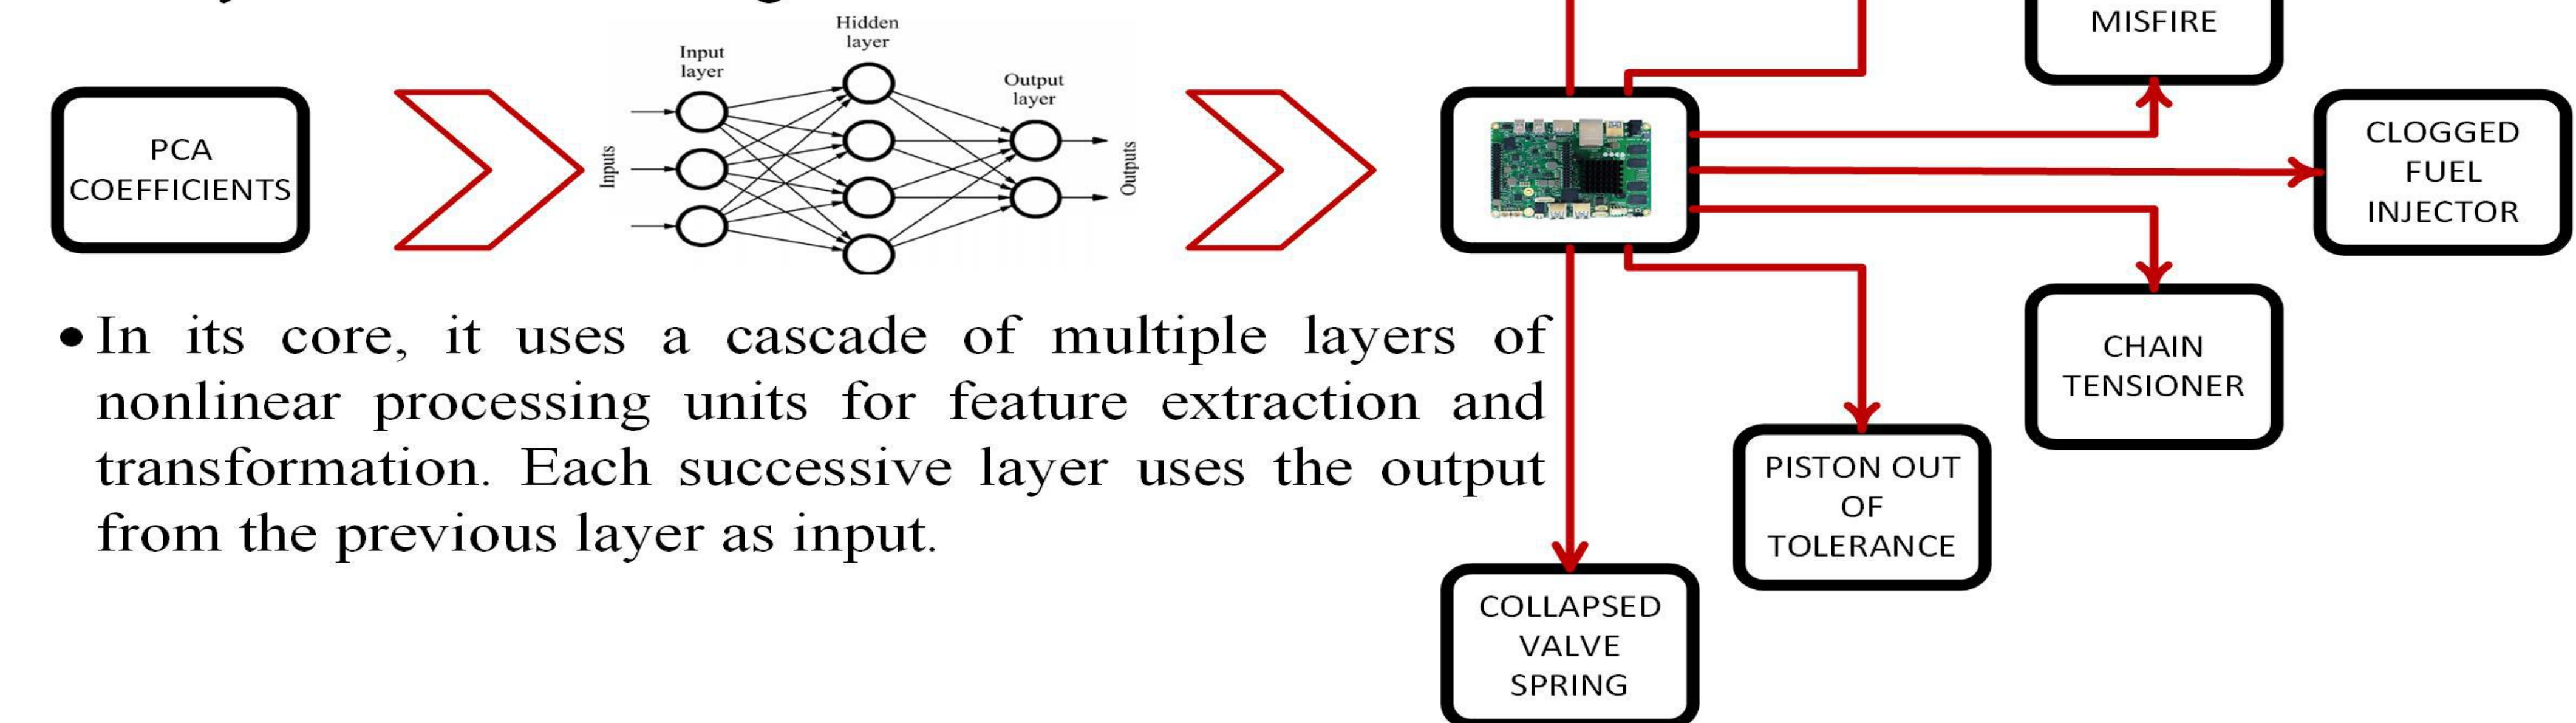 MISFIRE
Hidden
layer
Input
layer
Output
layer
PCA
COEFFICIENTS
Inputs
Outputs
CLOGGED
FUEL
INJECTOR
• In its core, it uses a cascade of multiple layers of
nonlinear processing units for feature extraction and
transformation. Each successive layer uses the output
from the previous layer as input.
CHAIN
TENSIONER
PISTON OUT
OF
TOLERANCE
COLLAPSED
VALVE
SPRING